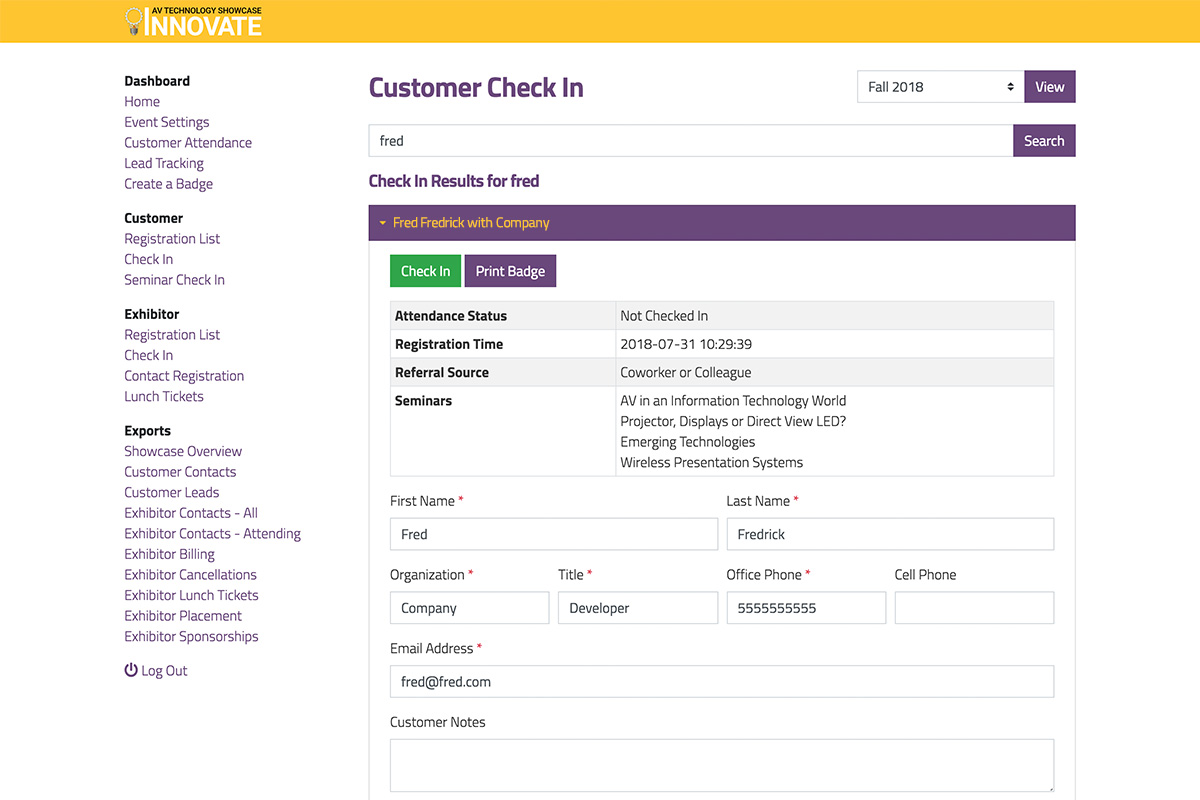 AV TECHNOLOGY SHOWCASE
INNOVATE
Dashboard
Home
Event Settings
Customer Attendance
Lead Tracking
Create a Badge
Customer
Registration List
Check In
Seminar Check In
Exhibitor
Registration List
Check In
Contact Registration
Lunch Tickets
Exports
Showcase Overview
Customer Contacts
Customer Leads
Exhibitor Contacts - All
Exhibitor Contacts - Attending
Exhibitor Billing
Exhibitor Cancellations
Exhibitor Lunch Tickets
Exhibitor Placement
Exhibitor Sponsorships
Log Out
Customer Check In
Fall 2018 View
fred Search
Check In Results for fred
Fred Fredrick with Company
Check In Print Badge
Attendance Status Not Checked In
Registration Time 2018-07-31 10:29:39
Referral Source Coworker or Colleague
Seminars AV in an Information Technology World
Projector, Displays or Direct View LED?
Emerging Technologies
Wireless Presentation Systems
First Name * Last Name *
Fred Fredrick
Organization * Title * Office Phone * Cell Phone
Company Developer 5555555555
Email Address *
fred@fred.com
Customer Notes